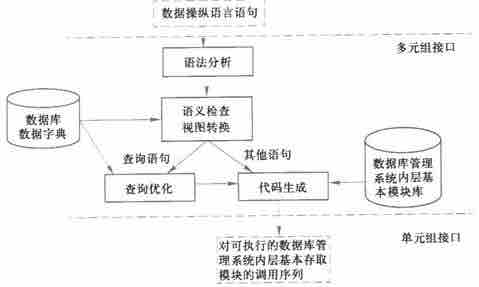 数据操纵语言语句
多元组接口
语法分析
语义检查
视图转换
数据库
数据字典
查询语句
其他语句
数据库管理
系统内层基
本模块库
查询优化
代码生成
单元组接口
对可执行的数据库管
理系统内层基本存取
模块的调用序列